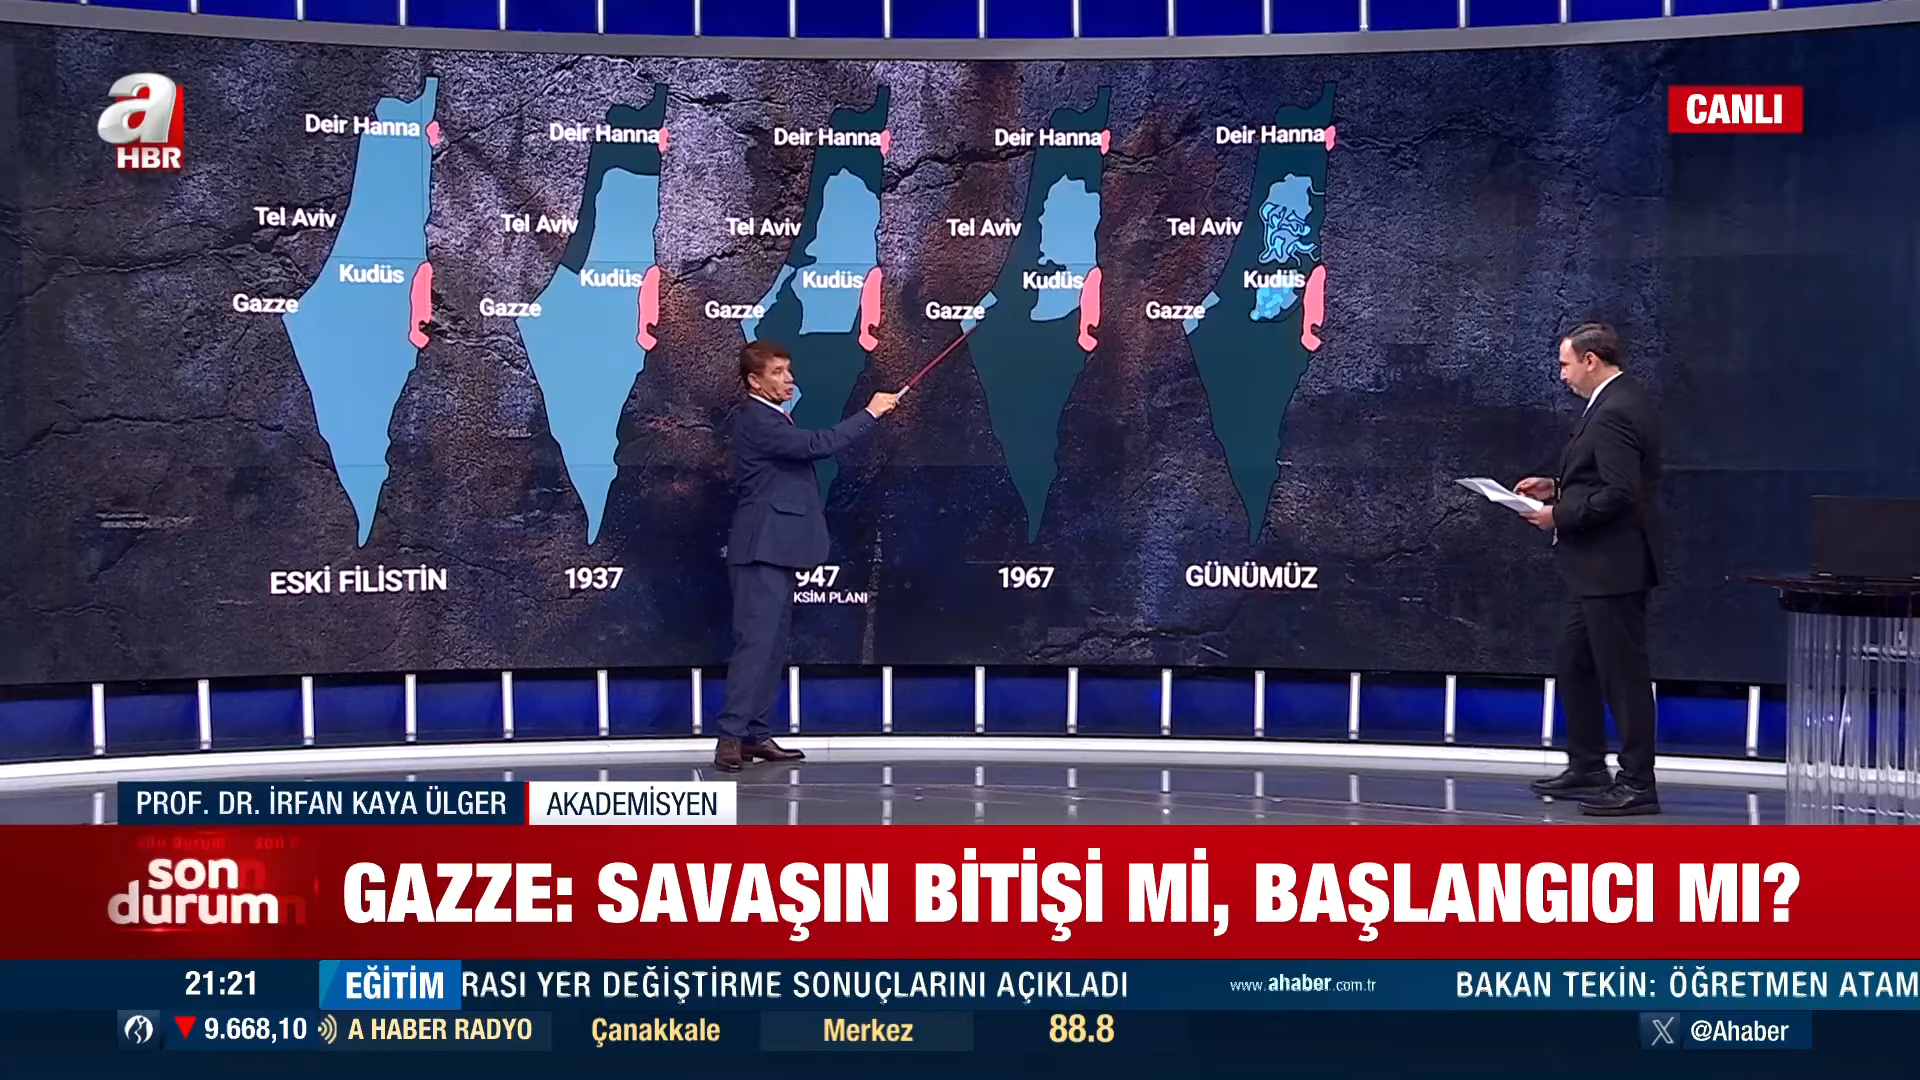 a
HBR
CANLI
Deir Hanna
Deir Hanna
Deir Hanna
Deir Hanna
Deir Hanna
Tel Aviv
Tel Aviv
Tel Aviv
Tel Aviv
Tel Aviv
Kudüs
Kudüs
Kudüs
Kudüs
Kudüs
Gazze
Gazze
Gazze
Gazze
Gazze
ESKİ FİLİSTİN
1937
947
KSİM PLANI
1967
GÜNÜMÜZ
PROF. DR. İRFAN KAYA ÜLGER AKADEMİSYEN
son durum
GAZZE: SAVAŞIN BİTİŞİ Mİ, BAŞLANGICI MI?
21:21 EĞİTİM RASI YER DEĞİŞTİRME SONUÇLARINI AÇIKLADI www.ahaber.com.tr BAKAN TEKİN: ÖĞRETMEN ATAM
9.668,10 A HABER RADYO Çanakkale Merkez 88.8 @Ahaber